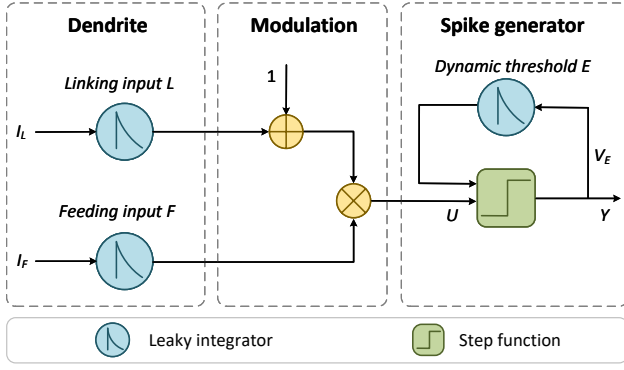 Dendrite
Modulation
Spike generator
Linking input L
1
Dynamic threshold E
I_L
V_E
Feeding input F
U
Y
I_F
Leaky integrator
Step function